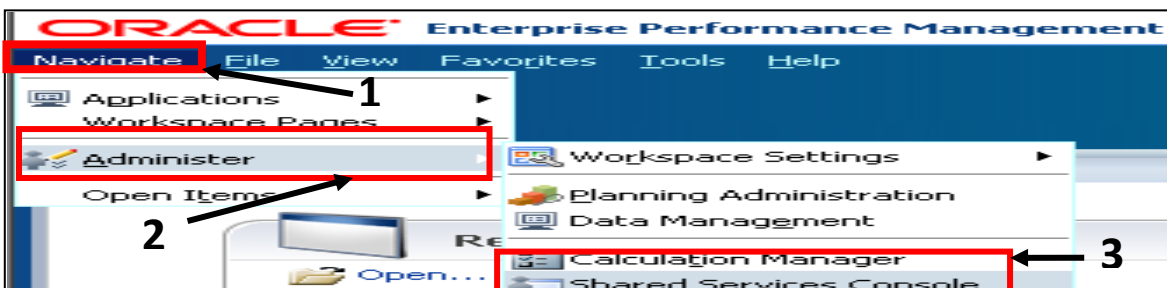 ORACLE® Enterprise Performance Management
Navigate File View Favorites Tools Help
1
Applications
Workspace Pages
Administer
Workspace Settings
Open Items
Planning Administration
2
Data Management
Re
Calculation Manager
3
Open...
Shared Services Console